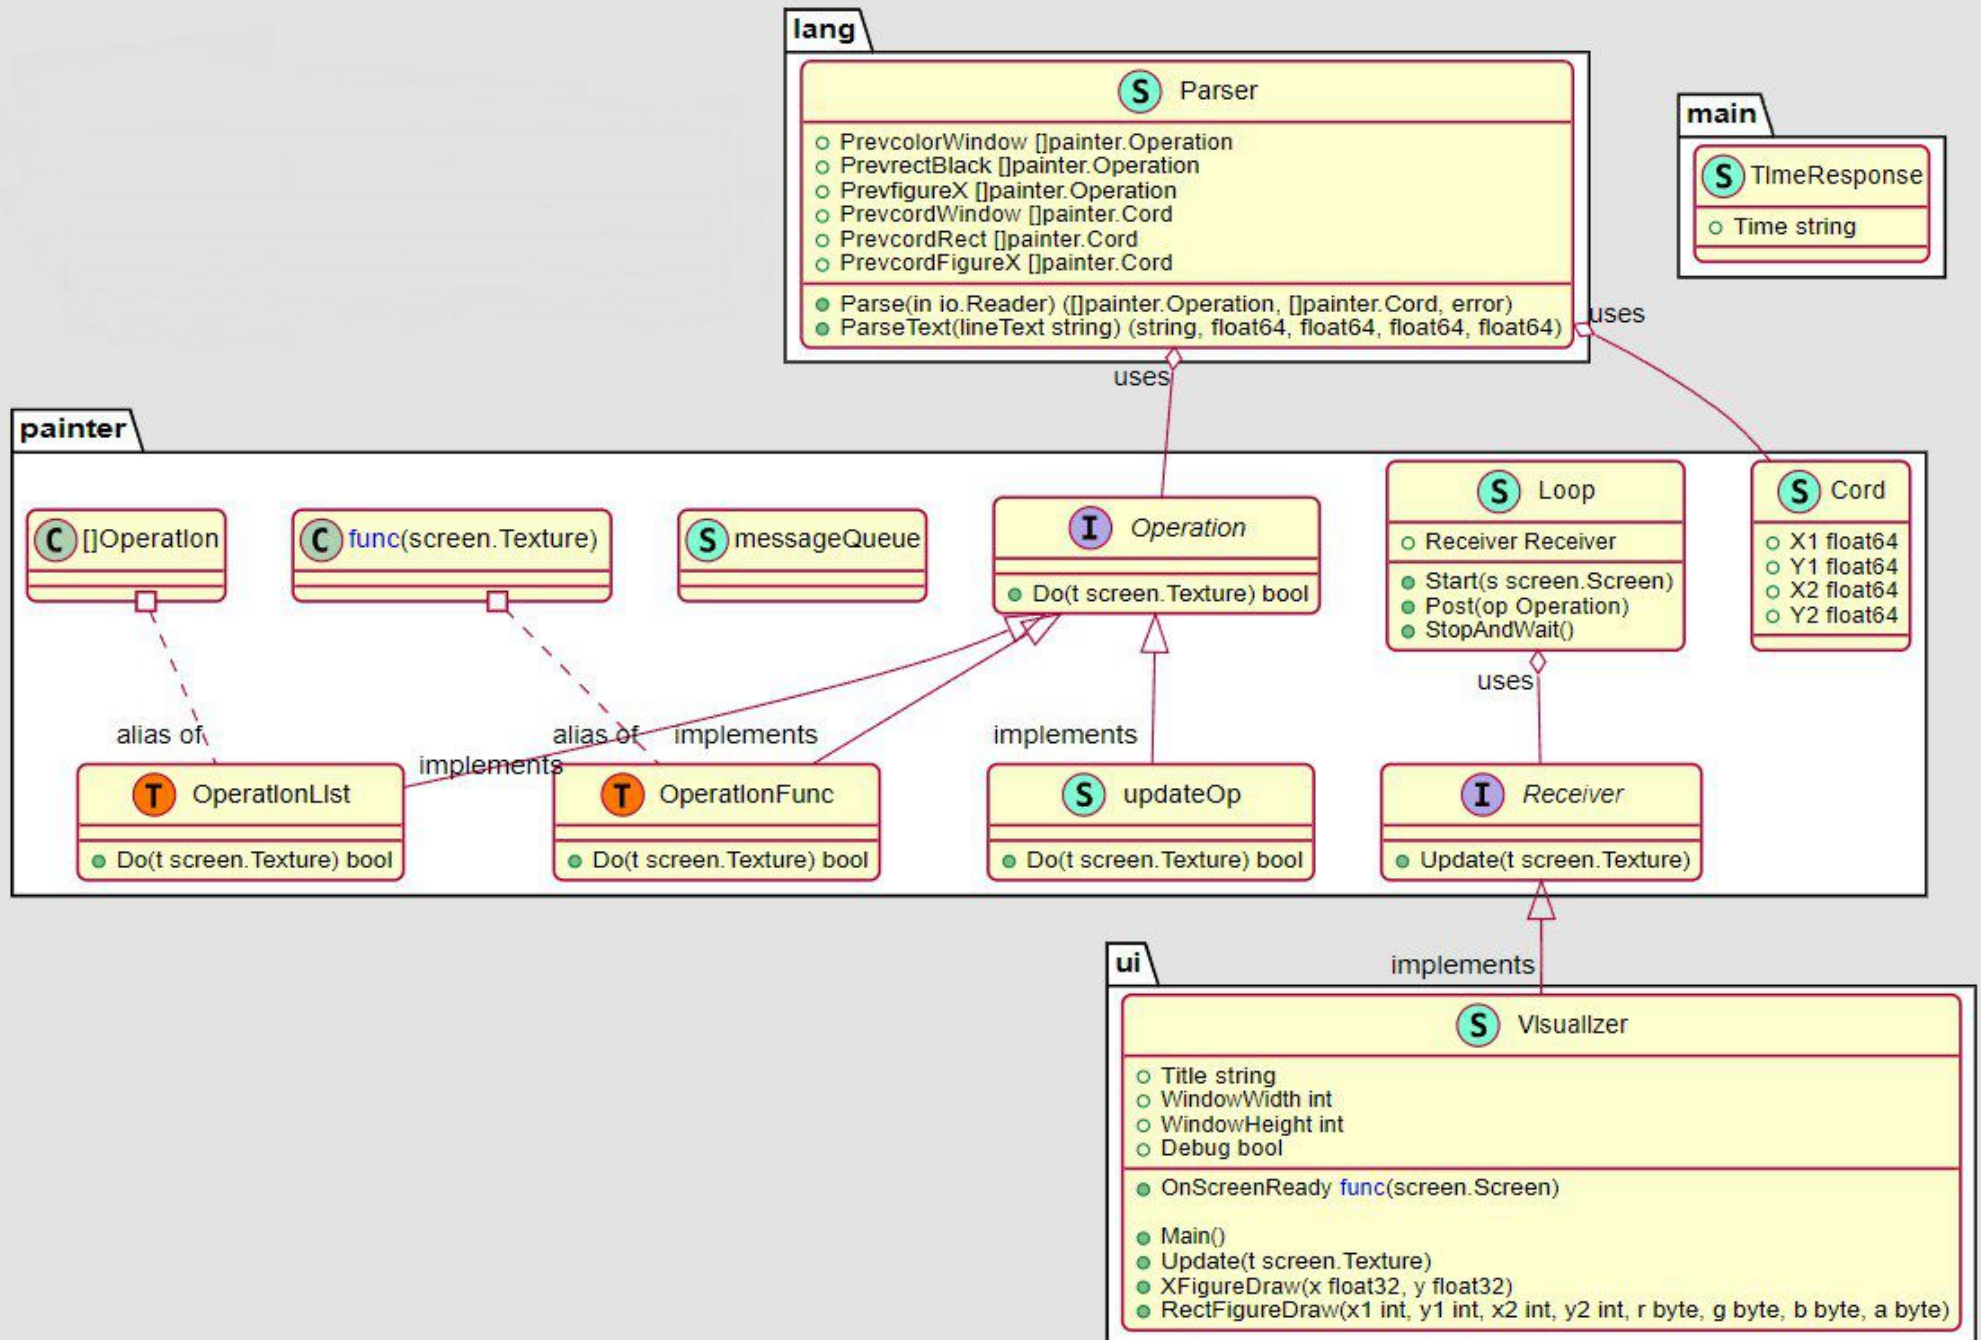 lang
S Parser
PrevcolorWindow []painter.Operation
PrevrectBlack []painter.Operation
PrevfigureX []painter.Operation
PrevcordWindow []painter.Cord
PrevcordRect []painter.Cord
PrevcordFigureX []painter.Cord
Parse(in io.Reader) ([]painter.Operation, []painter.Cord, error)
ParseText(lineText string) (string, float64, float64, float64, float64)
main
S TImeResponse
Time string
uses
uses
painter
C []OperatIon
C func(screen.Texture)
S messageQueue
I Operation
Do(t screen.Texture) bool
S Loop
Receiver Receiver
Start(s screen.Screen)
Post(op Operation)
StopAndWait()
S Cord
X1 float64
Y1 float64
X2 float64
Y2 float64
uses
alias of
implements
alias of
implements
implements
T OperatIonLIst
Do(t screen.Texture) bool
T OperatIonFunc
Do(t screen.Texture) bool
S updateOp
Do(t screen.Texture) bool
I Receiver
Update(t screen.Texture)
implements
ui
S VIsualIzer
Title string
WindowWidth int
WindowHeight int
Debug bool
OnScreenReady func(screen.Screen)
Main()
Update(t screen.Texture)
XFigureDraw(x float32, y float32)
RectFigureDraw(x1 int, y1 int, x2 int, y2 int, r byte, g byte, b byte, a byte)